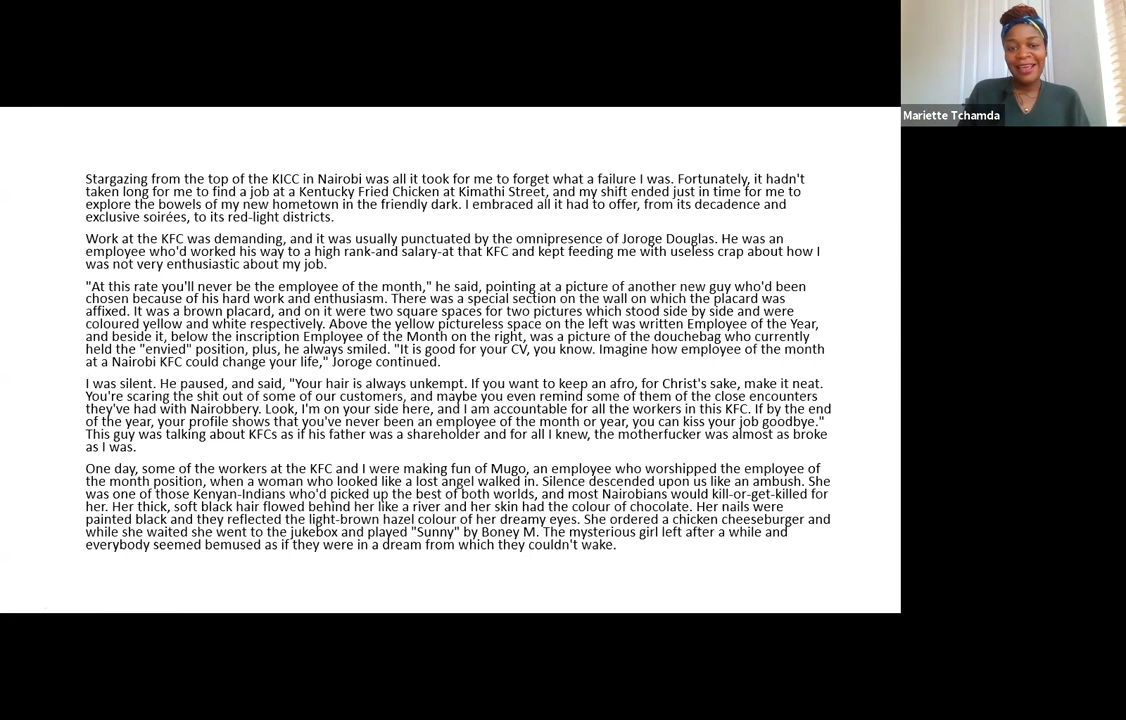 Mariette Tchamda
Stargazing from the top of the KICC in Nairobi was all it took for me to forget what a failure I was. Fortunately, it hadn't
taken long for me to find a job at a Kentucky Fried Chicken at Kimathi Street, and my shift ended just in time for me to
explore the bowels of my new hometown in the friendly dark. I embraced all it had to offer, from its decadence and
exclusive soirées, to its red-light districts.
Work at the KFC was demanding, and it was usually punctuated by the omnipresence of Joroge Douglas. He was an
employee who'd worked his way to a high rank-and salary-at that KFC and kept feeding me with useless crap about how I
was not very enthusiastic about my job.
"At this rate you'll never be the employee of the month," he said, pointing at a picture of another new guy who'd been
chosen because of his hard work and enthusiasm. There was a special section on the wall on which the placard was
affixed. It was a brown placard, and on it were two square spaces for two pictures which stood side by side and were
coloured yellow and white respectively. Above the yellow pictureless space on the left was written Employee of the Year,
and beside it, below the inscription Employee of the Month on the right, was a picture of the douchebag who currently
held the "envied" position, plus, he always smiled. "It is good for your CV, you know. Imagine how employee of the month
at a Nairobi KFC could change your life," Joroge continued.
I was silent. He paused, and said, "Your hair is always unkempt. If you want to keep an afro, for Christ's sake, make it neat.
You're scaring the shit out of some of our customers, and maybe you even remind some of them of the close encounters
they've had with Nairobbery. Look, I'm on your side here, and I am accountable for all the workers in this KFC. If by the end
of the year, your profile shows that you've never been an employee of the month or year, you can kiss your job goodbye."
This guy was talking about KFCs as if his father was a shareholder and for all I knew, the motherfucker was almost as broke
as I was.
One day, some of the workers at the KFC and I were making fun of Mugo, an employee who worshipped the employee of
the month position, when a woman who looked like a lost angel walked in. Silence descended upon us like an ambush. She
was one of those Kenyan-Indians who'd picked up the best of both worlds, and most Nairobians would kill-or-get-killed for
her. Her thick, soft black hair flowed behind her like a river and her skin had the colour of chocolate. Her nails were
painted black and they reflected the light-brown hazel colour of her dreamy eyes. She ordered a chicken cheeseburger and
while she waited she went to the jukebox and played "Sunny" by Boney M. The mysterious girl left after a while and
everybody seemed bemused as if they were in a dream from which they couldn't wake.